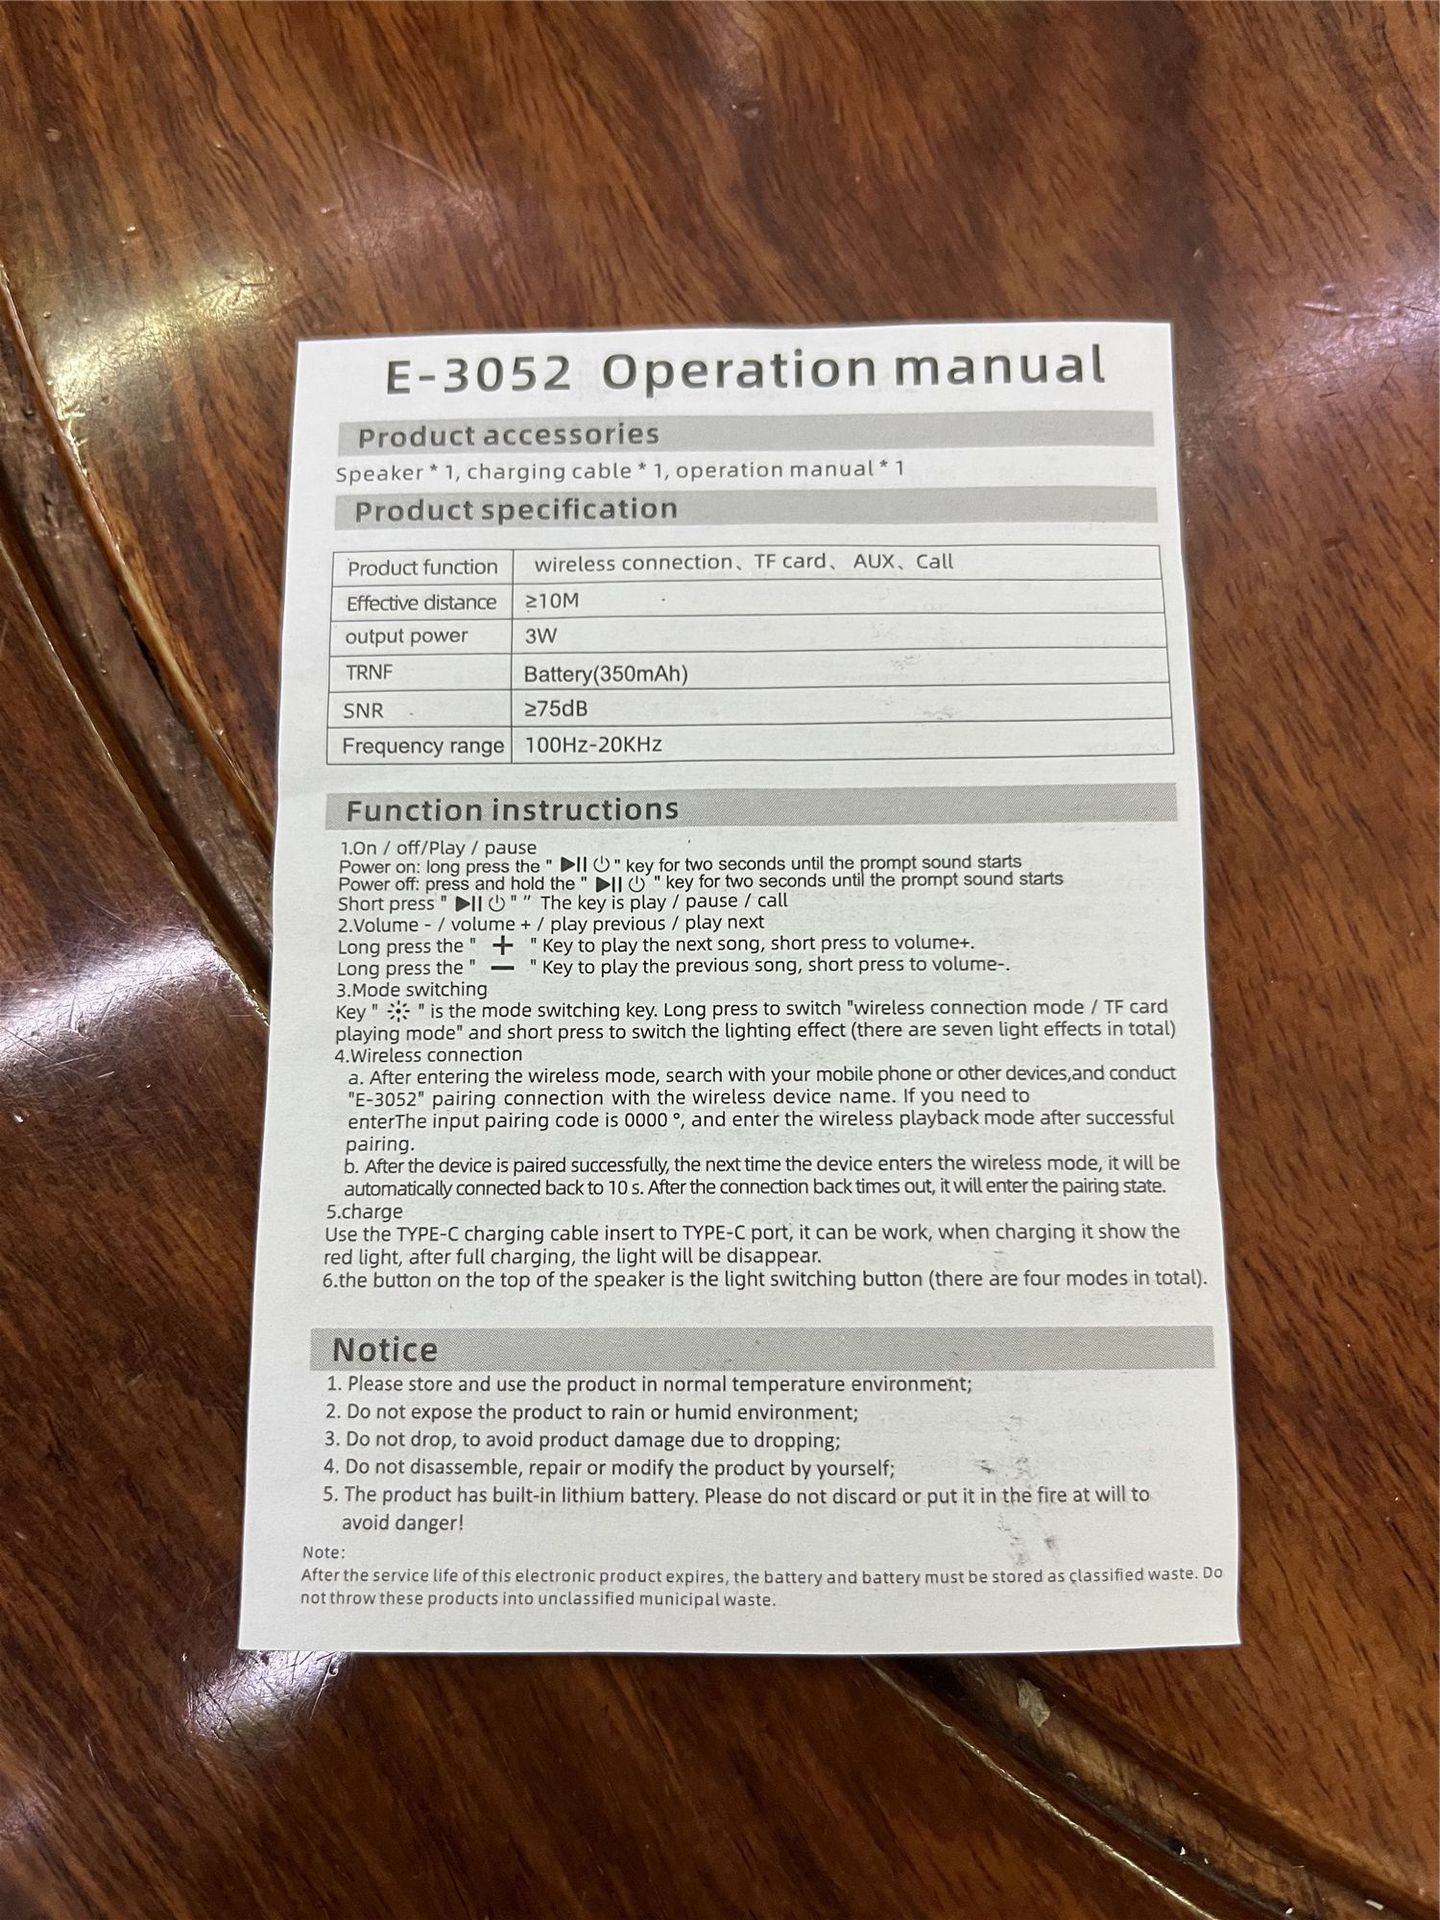 E-3052 Operation manual
Product accessories
Speaker * 1, charging cable * 1, operation manual * 1
Product specification
Product function wireless connection、TF card、 AUX、Call
Effective distance ≥10M
output power 3W
TRNF Battery(350mAh)
SNR ≥75dB
Frequency range 100Hz-20KHz
Function instructions
1.On / off/Play / pause
Power on: long press the " ▶II ⏻ " key for two seconds until the prompt sound starts
Power off: press and hold the " ▶II ⏻ " key for two seconds until the prompt sound starts
Short press " ▶II ⏻ " " The key is play / pause / call
2.Volume - / volume + / play previous / play next
Long press the " + " Key to play the next song, short press to volume+.
Long press the " — " Key to play the previous song, short press to volume-.
3.Mode switching
Key " ☀ " is the mode switching key. Long press to switch "wireless connection mode / TF card
playing mode" and short press to switch the lighting effect (there are seven light effects in total)
4.Wireless connection
a. After entering the wireless mode, search with your mobile phone or other devices,and conduct
"E-3052" pairing connection with the wireless device name. If you need to
enterThe input pairing code is 0000 °, and enter the wireless playback mode after successful
pairing.
b. After the device is paired successfully, the next time the device enters the wireless mode, it will be
automatically connected back to 10 s. After the connection back times out, it will enter the pairing state.
5.charge
Use the TYPE-C charging cable insert to TYPE-C port, it can be work, when charging it show the
red light, after full charging, the light will be disappear.
6.the button on the top of the speaker is the light switching button (there are four modes in total).
Notice
1. Please store and use the product in normal temperature environment;
2. Do not expose the product to rain or humid environment;
3. Do not drop, to avoid product damage due to dropping;
4. Do not disassemble, repair or modify the product by yourself;
5. The product has built-in lithium battery. Please do not discard or put it in the fire at will to
avoid danger!
Note:
After the service life of this electronic product expires, the battery and battery must be stored as classified waste. Do
not throw these products into unclassified municipal waste.